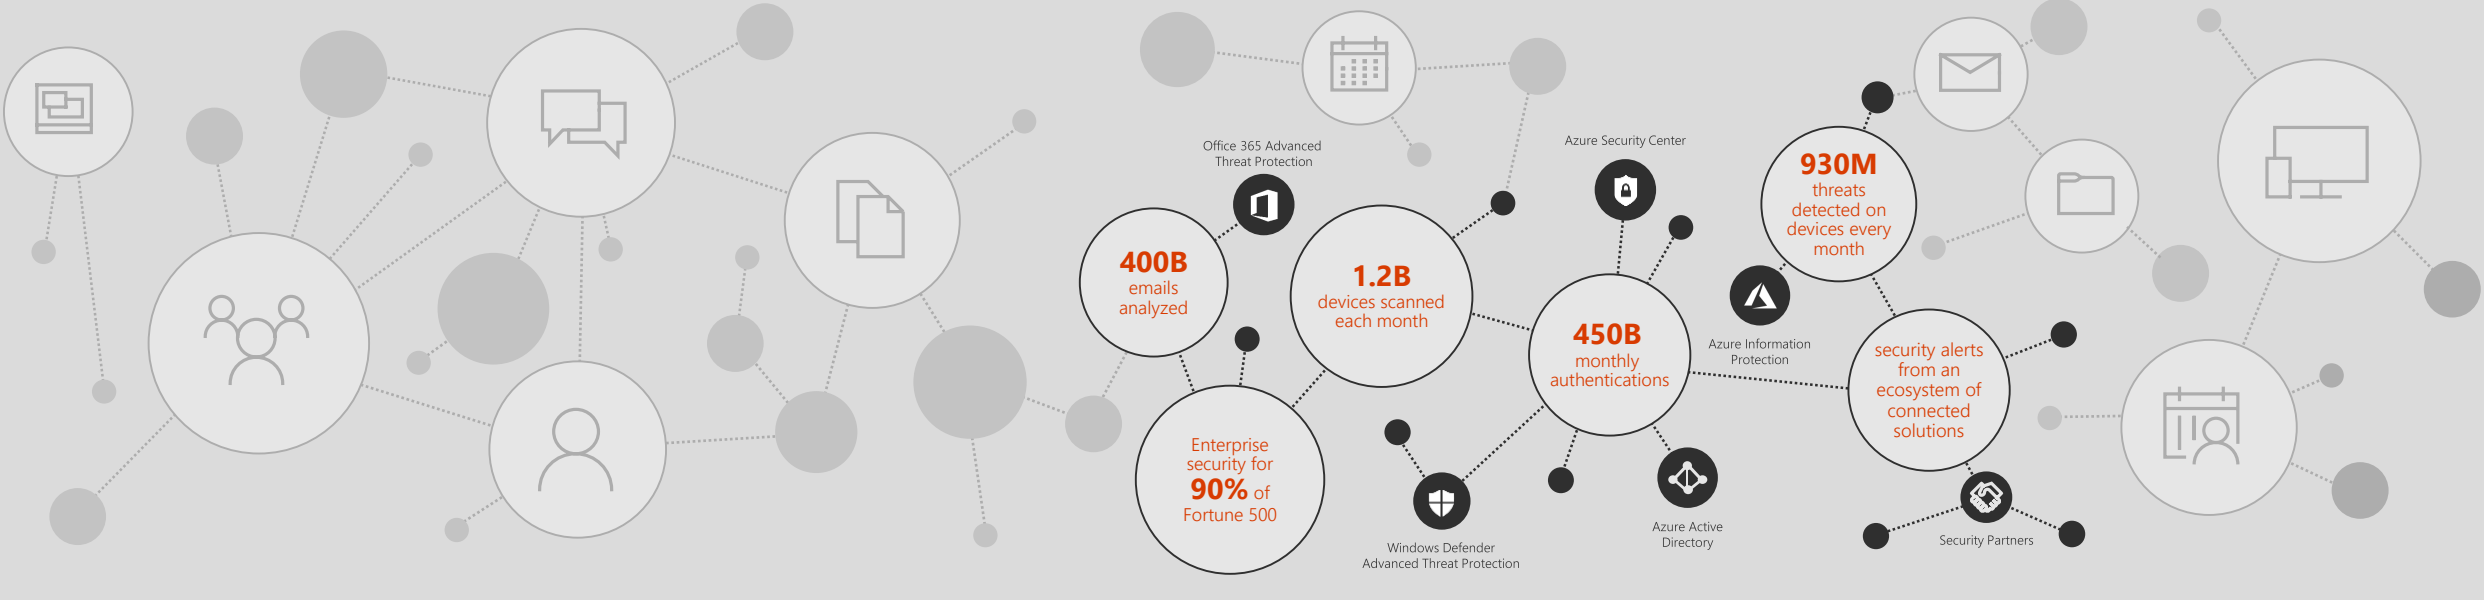 Office 365 Advanced
Threat Protection
400B
emails
analyzed
Enterprise
security for
90% of
Fortune 500
1.2B
devices scanned
each month
Windows Defender
Advanced Threat Protection
Azure Security Center
450B
monthly
authentications
Azure Active
Directory
930M
threats
detected on
devices every
month
Azure Information
Protection
security alerts
from an
ecosystem of
connected
solutions
Security Partners